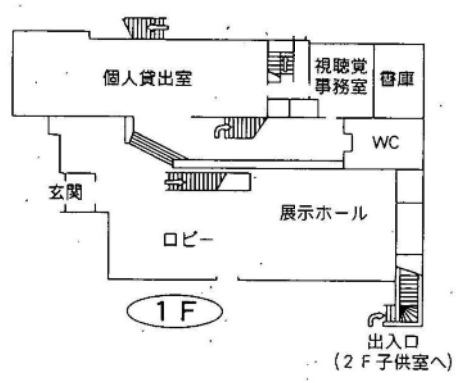 個人貸出室
視聴覚
事務室
書庫
WC
玄関
展示ホール
ロビー
1F
出入口
(2F子供室へ)